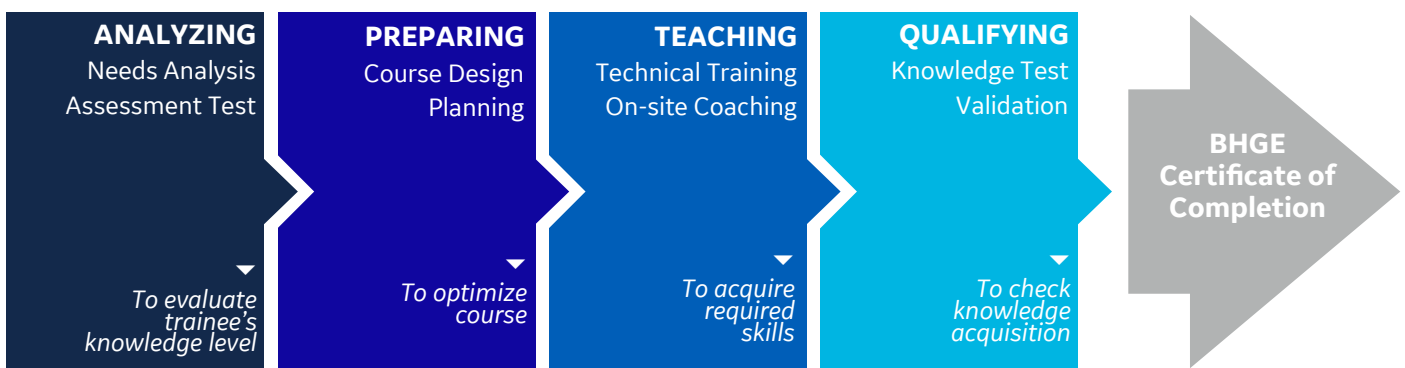 ANALYZING
Needs Analysis
Assessment Test
To evaluate
trainee's
knowledge level
PREPARING
Course Design
Planning
To optimize
course
TEACHING
Technical Training
On-site Coaching
To acquire
required
skills
QUALIFYING
Knowledge Test
Validation
To check
knowledge
acquisition
BHGE
Certificate of
Completion